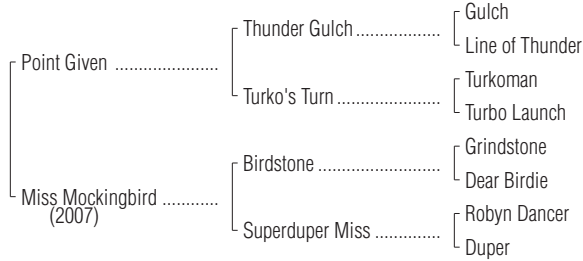 Gulch
Thunder Gulch ..................
Line of Thunder
Point Given ......................
Turkoman
Turko's Turn ......................
Turbo Launch
Grindstone
Birdstone ..........................
Dear Birdie
Miss Mockingbird ............
(2007)
Robyn Dancer
Superduper Miss ..............
Duper